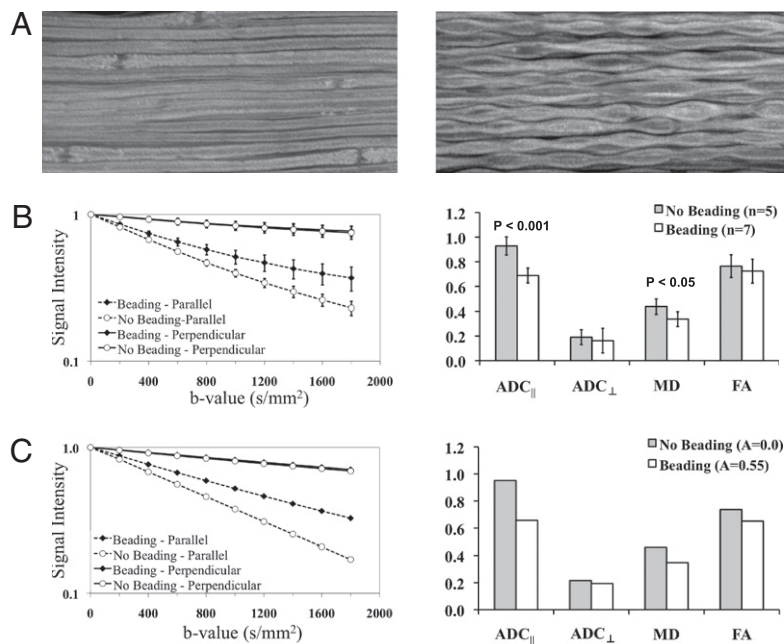 A
B
1
0.1
Signal Intensity
Beading - Parallel
No Beading-Parallel
Beading - Perpendicular
No Beading - Perpendicular
0 400 800 1200 1600 2000
b-value (s/mm²)
1.2
1.0
0.8
0.6
0.4
0.2
0.0
No Beading (n=5)
Beading (n=7)
P < 0.001
P < 0.05
ADC∥ ADC⊥ MD FA
C
1.0
0.1
Signal Intensity
Beading - Parallel
No Beading - Parallel
Beading - Perpendicular
No Beading - Perpendicular
0 400 800 1200 1600 2000
b-value (s/mm²)
1.2
1.0
0.8
0.6
0.4
0.2
0.0
No Beading (A=0.0)
Beading (A=0.55)
ADC∥ ADC⊥ MD FA